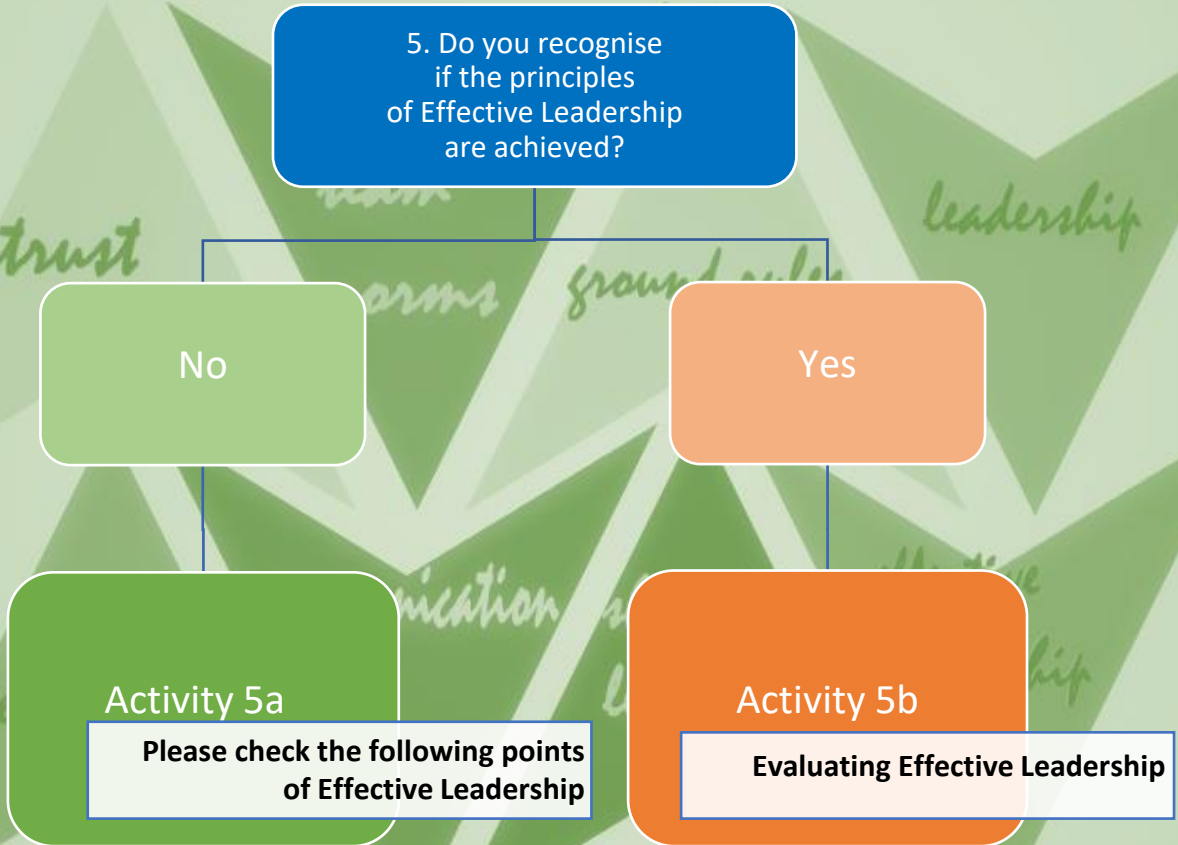 5. Do you recognise
if the principles
of Effective Leadership
are achieved?
trust
leadership
No
Yes
Activity 5a
Please check the following points
of Effective Leadership
Activity 5b
Evaluating Effective Leadership